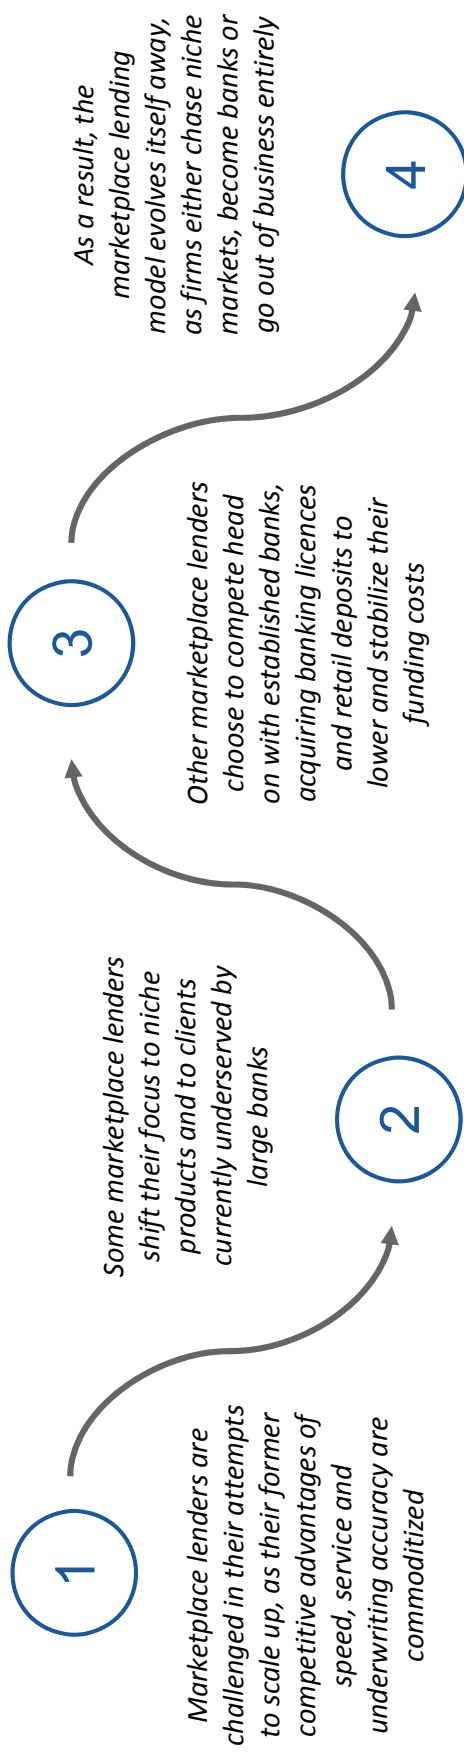 1
Marketplace lenders are
challenged in their attempts
to scale up, as their former
competitive advantages of
speed, service and
underwriting accuracy are
commoditized
Some marketplace lenders
shift their focus to niche
products and to clients
currently underserved by
large banks
2
3
Other marketplace lenders
choose to compete head
on with established banks,
acquiring banking licences
and retail deposits to
lower and stabilize their
funding costs
As a result, the
marketplace lending
model evolves itself away,
as firms either chase niche
markets, become banks or
go out of business entirely
4